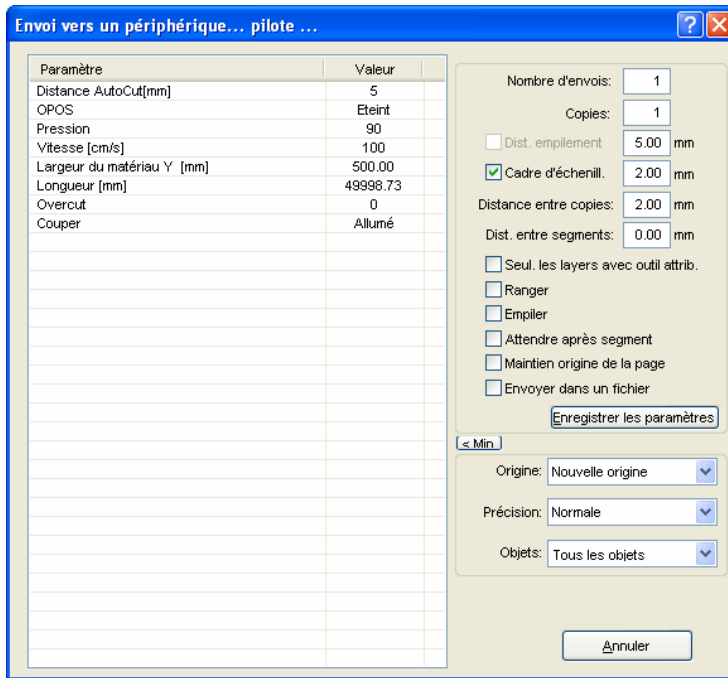 Envoi vers un périphérique... pilote ...
Paramètre Valeur
Distance AutoCut[mm] 5
OPOS Eteint
Pression 90
Vitesse [cm/s] 100
Largeur du matériau Y [mm] 500.00
Longueur [mm] 49998.73
Overcut 0
Couper Allumé
Nombre d'envois: 1
Copies: 1
Dist. empilement 5.00 mm
Cadre d'échenill. 2.00 mm
Distance entre copies: 2.00 mm
Dist. entre segments: 0.00 mm
Seul. les layers avec outil attrib.
Ranger
Empiler
Attendre après segment
Maintien origine de la page
Envoyer dans un fichier
Enregistrer les paramètres
< Min
Origine: Nouvelle origine
Précision: Normale
Objets: Tous les objets
Annuler